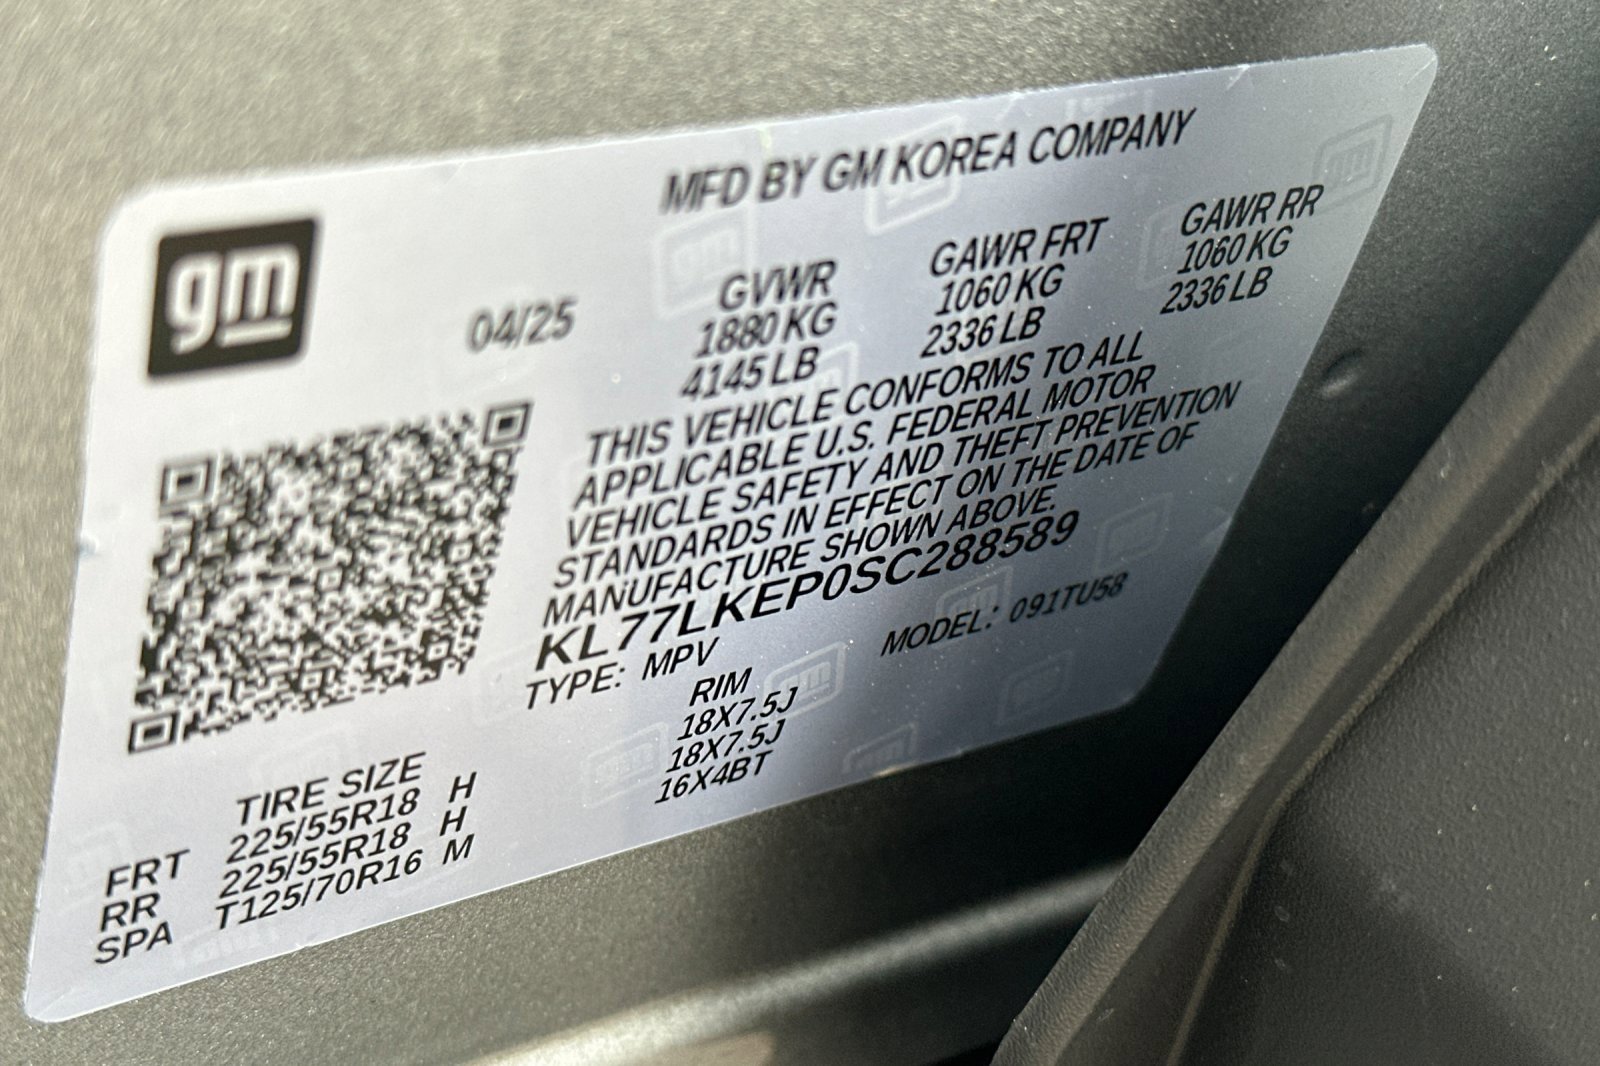 MFD BY GM KOREA COMPANY
gm
04/25
GVWR
1880 KG
4145 LB
GAWR FRT
1060 KG
2336 LB
GAWR RR
1060 KG
2336 LB
THIS VEHICLE CONFORMS TO ALL
APPLICABLE U.S. FEDERAL MOTOR
VEHICLE SAFETY AND THEFT PREVENTION
STANDARDS IN EFFECT ON THE DATE OF
MANUFACTURE SHOWN ABOVE.
KL77LKEP0SC288589
TYPE: MPV MODEL: 091TU58
TIRE SIZE RIM
FRT 225/55R18 H 18X7.5J
RR 225/55R18 H 18X7.5J
SPA T125/70R16 M 16X4BT